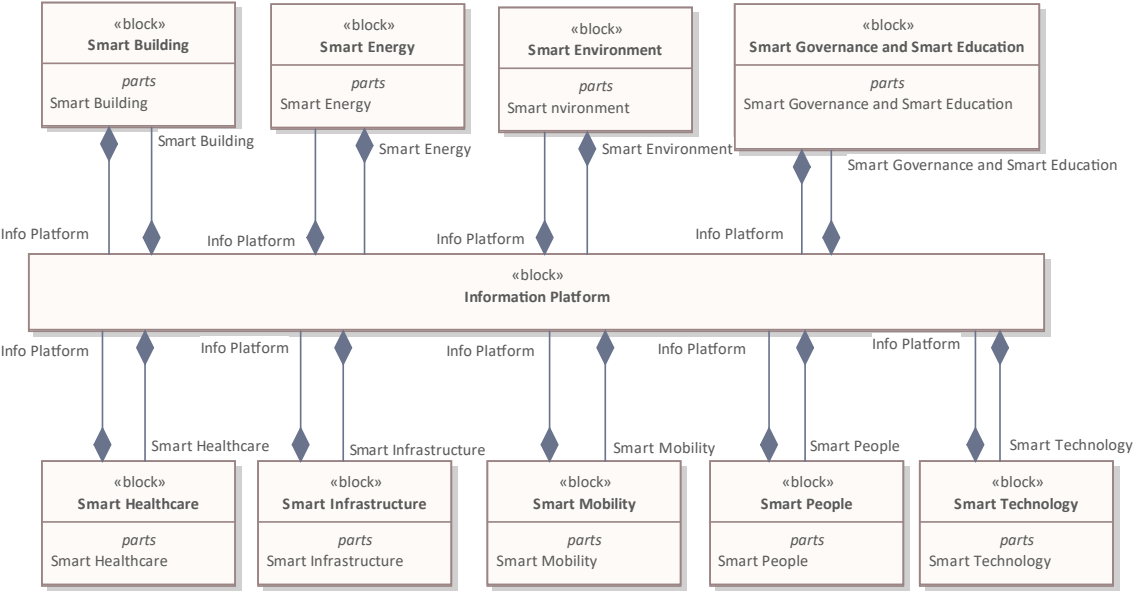 «block»
Smart Building
parts
Smart Building
«block»
Smart Energy
parts
Smart Energy
«block»
Smart Environment
parts
Smart nvironment
«block»
Smart Governance and Smart Education
parts
Smart Governance and Smart Education
Smart Building
Smart Energy
Smart Environment
Smart Governance and Smart Education
Info Platform
Info Platform
Info Platform
Info Platform
«block»
Information Platform
Info Platform
Info Platform
Info Platform
Info Platform
Info Platform
Smart Healthcare
Smart Infrastructure
Smart Mobility
Smart People
Smart Technology
«block»
Smart Healthcare
parts
Smart Healthcare
«block»
Smart Infrastructure
parts
Smart Infrastructure
«block»
Smart Mobility
parts
Smart Mobility
«block»
Smart People
parts
Smart People
«block»
Smart Technology
parts
Smart Technology